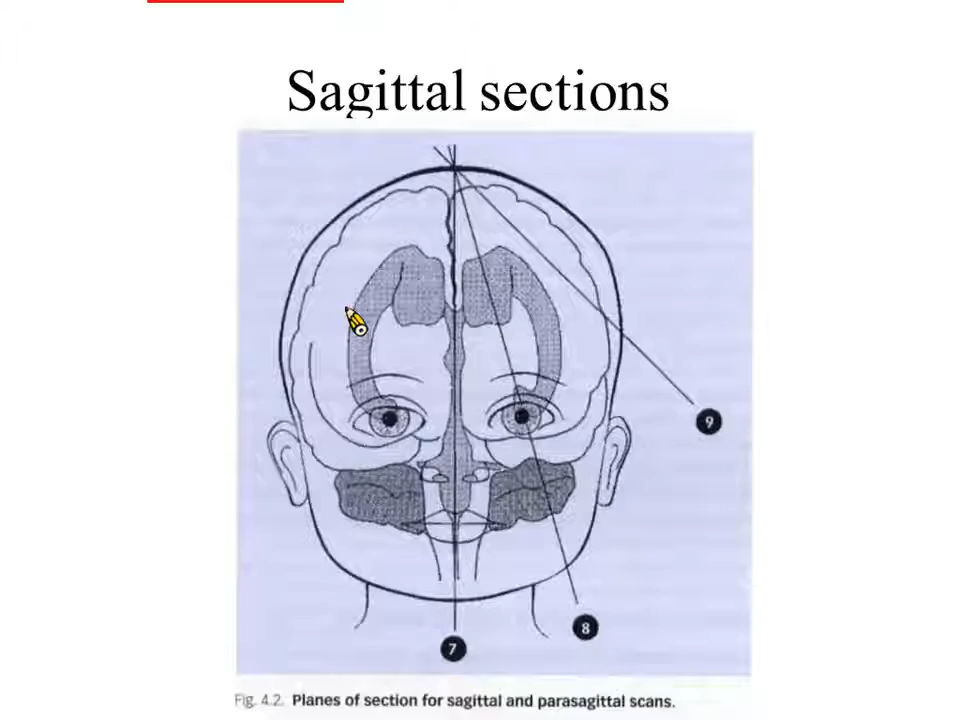 Sagittal sections
9
8
7
Fig. 4.2. Planes of section for sagittal and parasagittal scans.